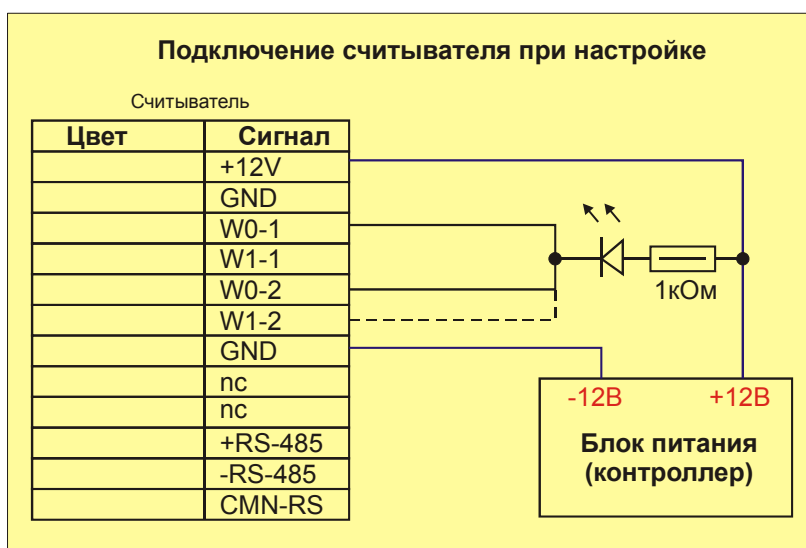 Подключение считывателя при настройке
Считыватель
Цвет Сигнал
+12V
GND
W0-1
W1-1
W0-2
W1-2
GND
nc
nc
+RS-485
-RS-485
CMN-RS
1кОм
-12В +12В
Блок питания
(контроллер)